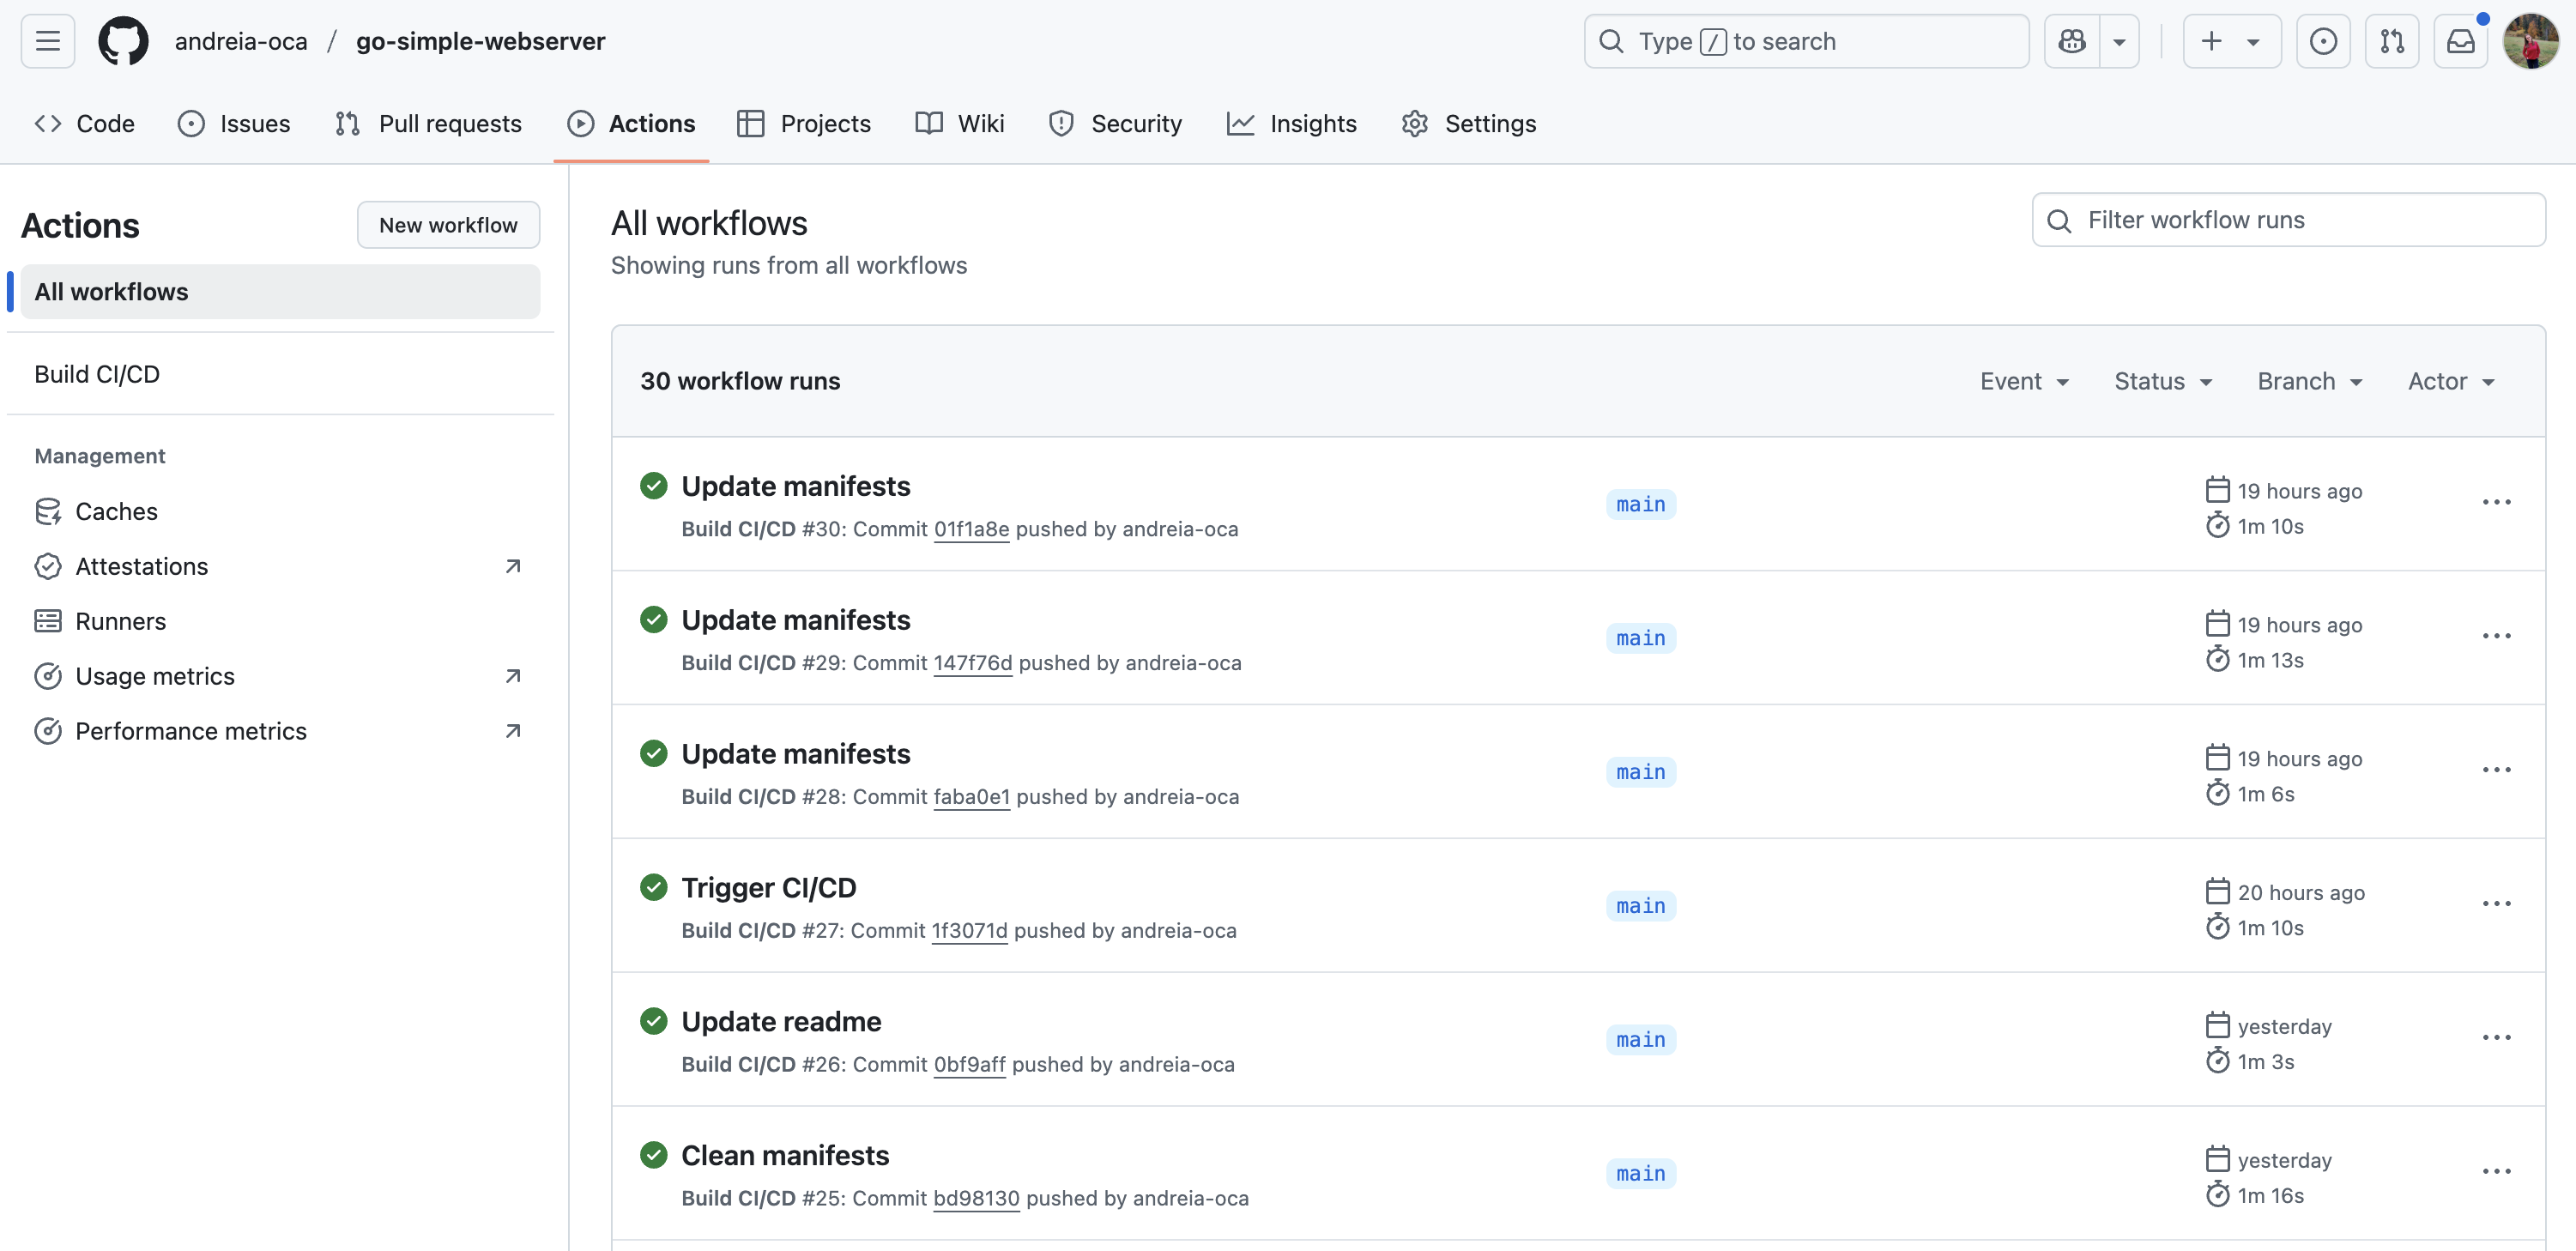 andreia-oca / go-simple-webserver
Type / to search
Code
Issues
Pull requests
Actions
Projects
Wiki
Security
Insights
Settings
Actions
New workflow
All workflows
Build CI/CD
Management
Caches
Attestations
Runners
Usage metrics
Performance metrics
All workflows
Showing runs from all workflows
Filter workflow runs
30 workflow runs
Event
Status
Branch
Actor
Update manifests
Build CI/CD #30: Commit 01f1a8e pushed by andreia-oca
main
19 hours ago
1m 10s
Update manifests
Build CI/CD #29: Commit 147f76d pushed by andreia-oca
main
19 hours ago
1m 13s
Update manifests
Build CI/CD #28: Commit faba0e1 pushed by andreia-oca
main
19 hours ago
1m 6s
Trigger CI/CD
Build CI/CD #27: Commit 1f3071d pushed by andreia-oca
main
20 hours ago
1m 10s
Update readme
Build CI/CD #26: Commit 0bf9aff pushed by andreia-oca
main
yesterday
1m 3s
Clean manifests
Build CI/CD #25: Commit bd98130 pushed by andreia-oca
main
yesterday
1m 16s